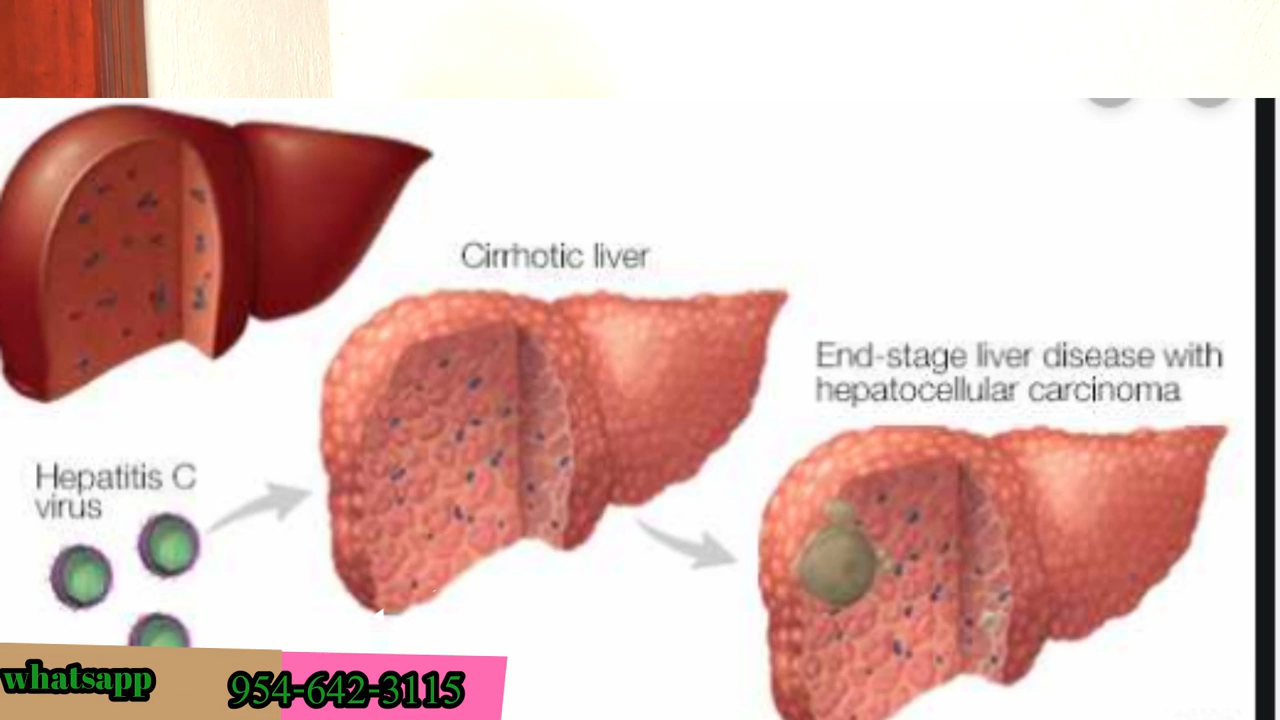 Cirrhotic liver
End-stage liver disease with
hepatocellular carcinoma
Hepatitis C
virus
whatsapp
954-642-3115